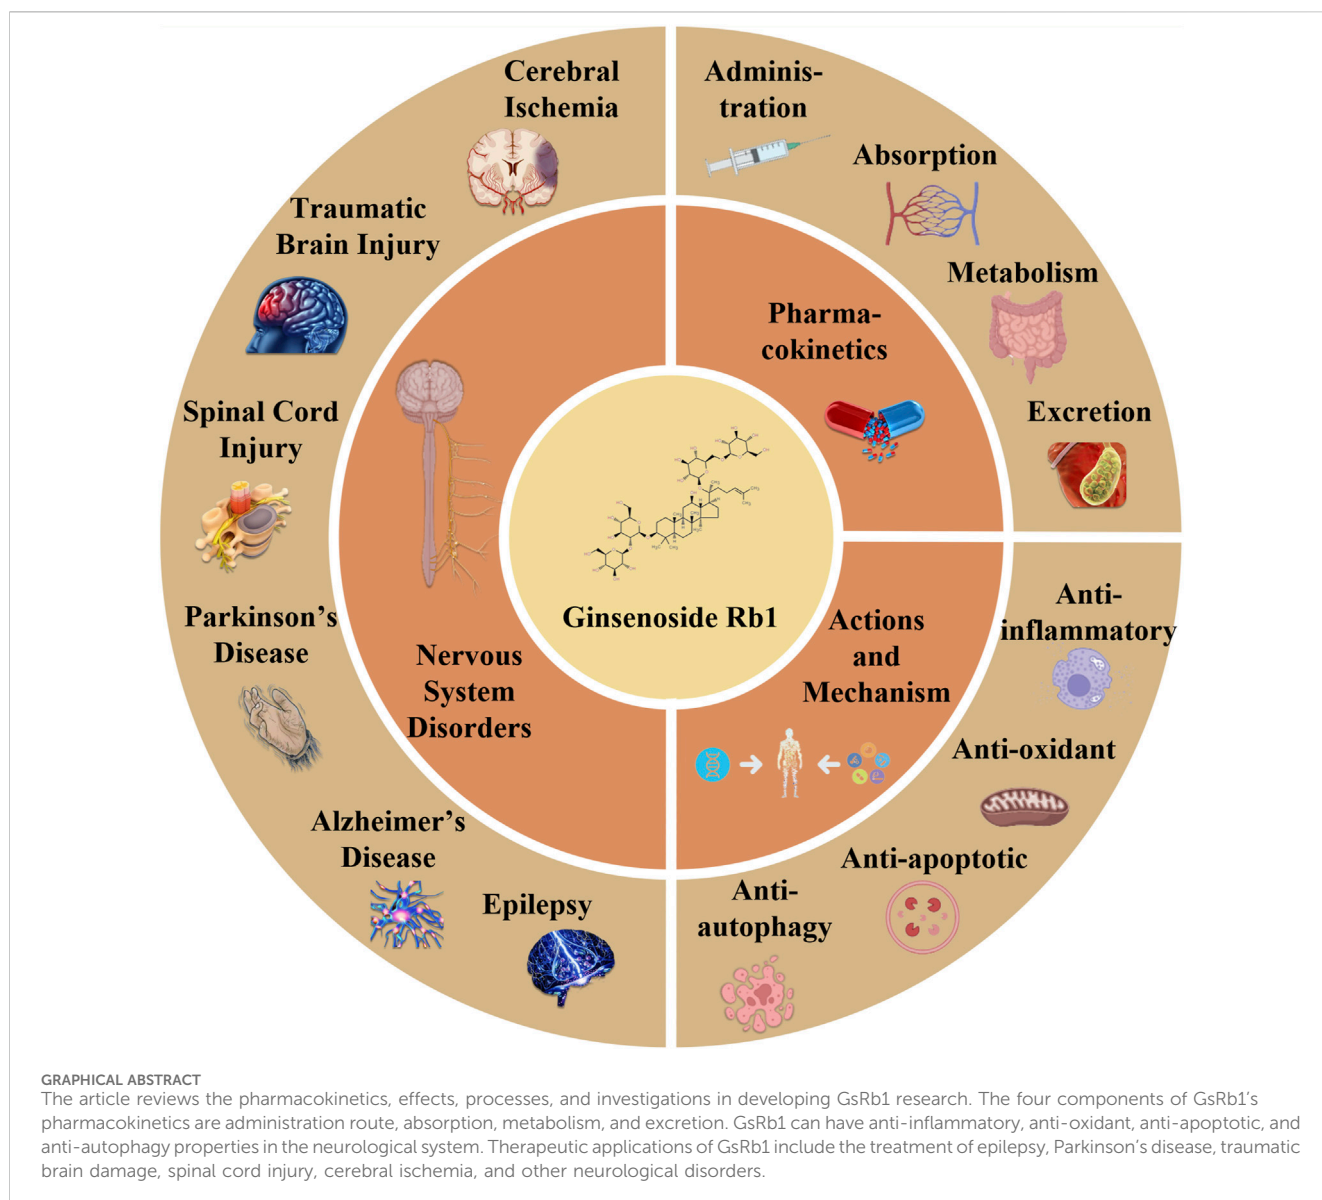 Cerebral
Ischemia
Traumatic
Brain Injury
Spinal Cord
Injury
Parkinson's
Disease
Alzheimer's
Disease
Epilepsy
Nervous
System
Disorders
Adminis-
tration
Absorption
Metabolism
Excretion
Pharma-
cokinetics
Ginsenoside Rb1
Actions
and
Mechanism
Anti-
inflammatory
Anti-oxidant
Anti-apoptotic
Anti-
autophagy
GRAPHICAL ABSTRACT
The article reviews the pharmacokinetics, effects, processes, and investigations in developing GsRb1 research. The four components of GsRb1's
pharmacokinetics are administration route, absorption, metabolism, and excretion. GsRb1 can have anti-inflammatory, anti-oxidant, anti-apoptotic, and
anti-autophagy properties in the neurological system. Therapeutic applications of GsRb1 include the treatment of epilepsy, Parkinson's disease, traumatic
brain damage, spinal cord injury, cerebral ischemia, and other neurological disorders.